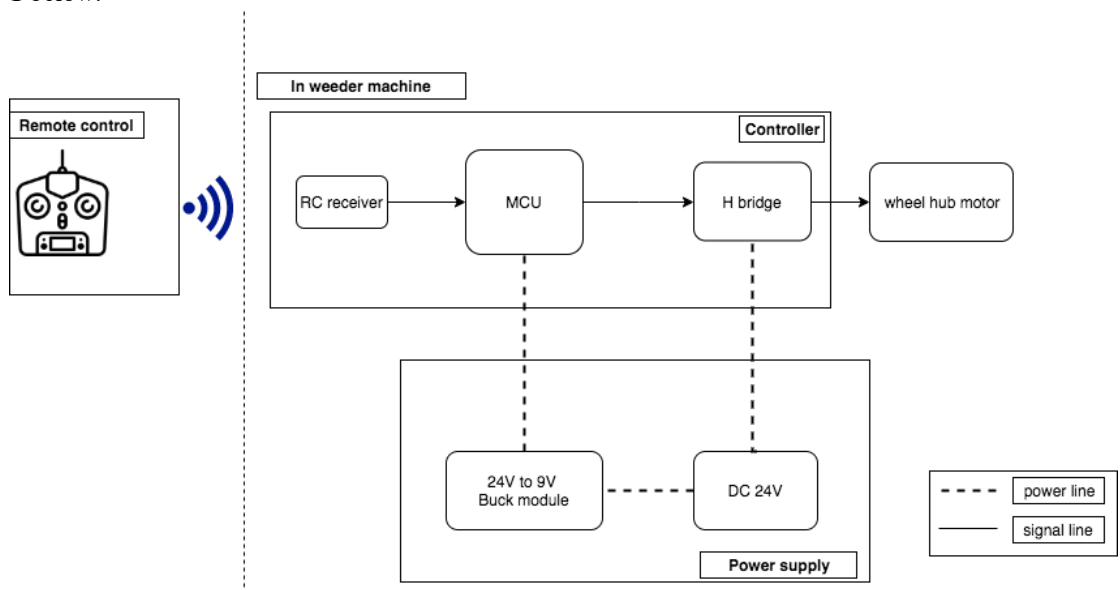 In weeder machine
Remote control
Controller
RC receiver
MCU
H bridge
wheel hub motor
24V to 9V
Buck module
DC 24V
power line
signal line
Power supply